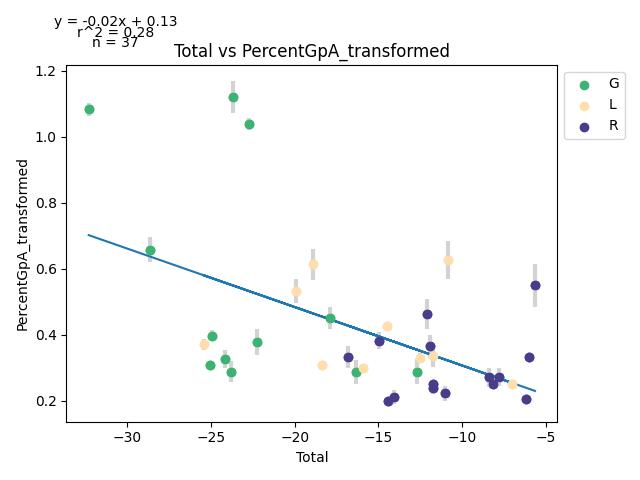 y = -0.02x + 0.13
r^2 = 0.28
n = 37
Total vs PercentGpA_transformed
G
L
R
PercentGpA_transformed
1.2
1.0
0.8
0.6
0.4
0.2
−30
−25
−20
−15
−10
−5
Total